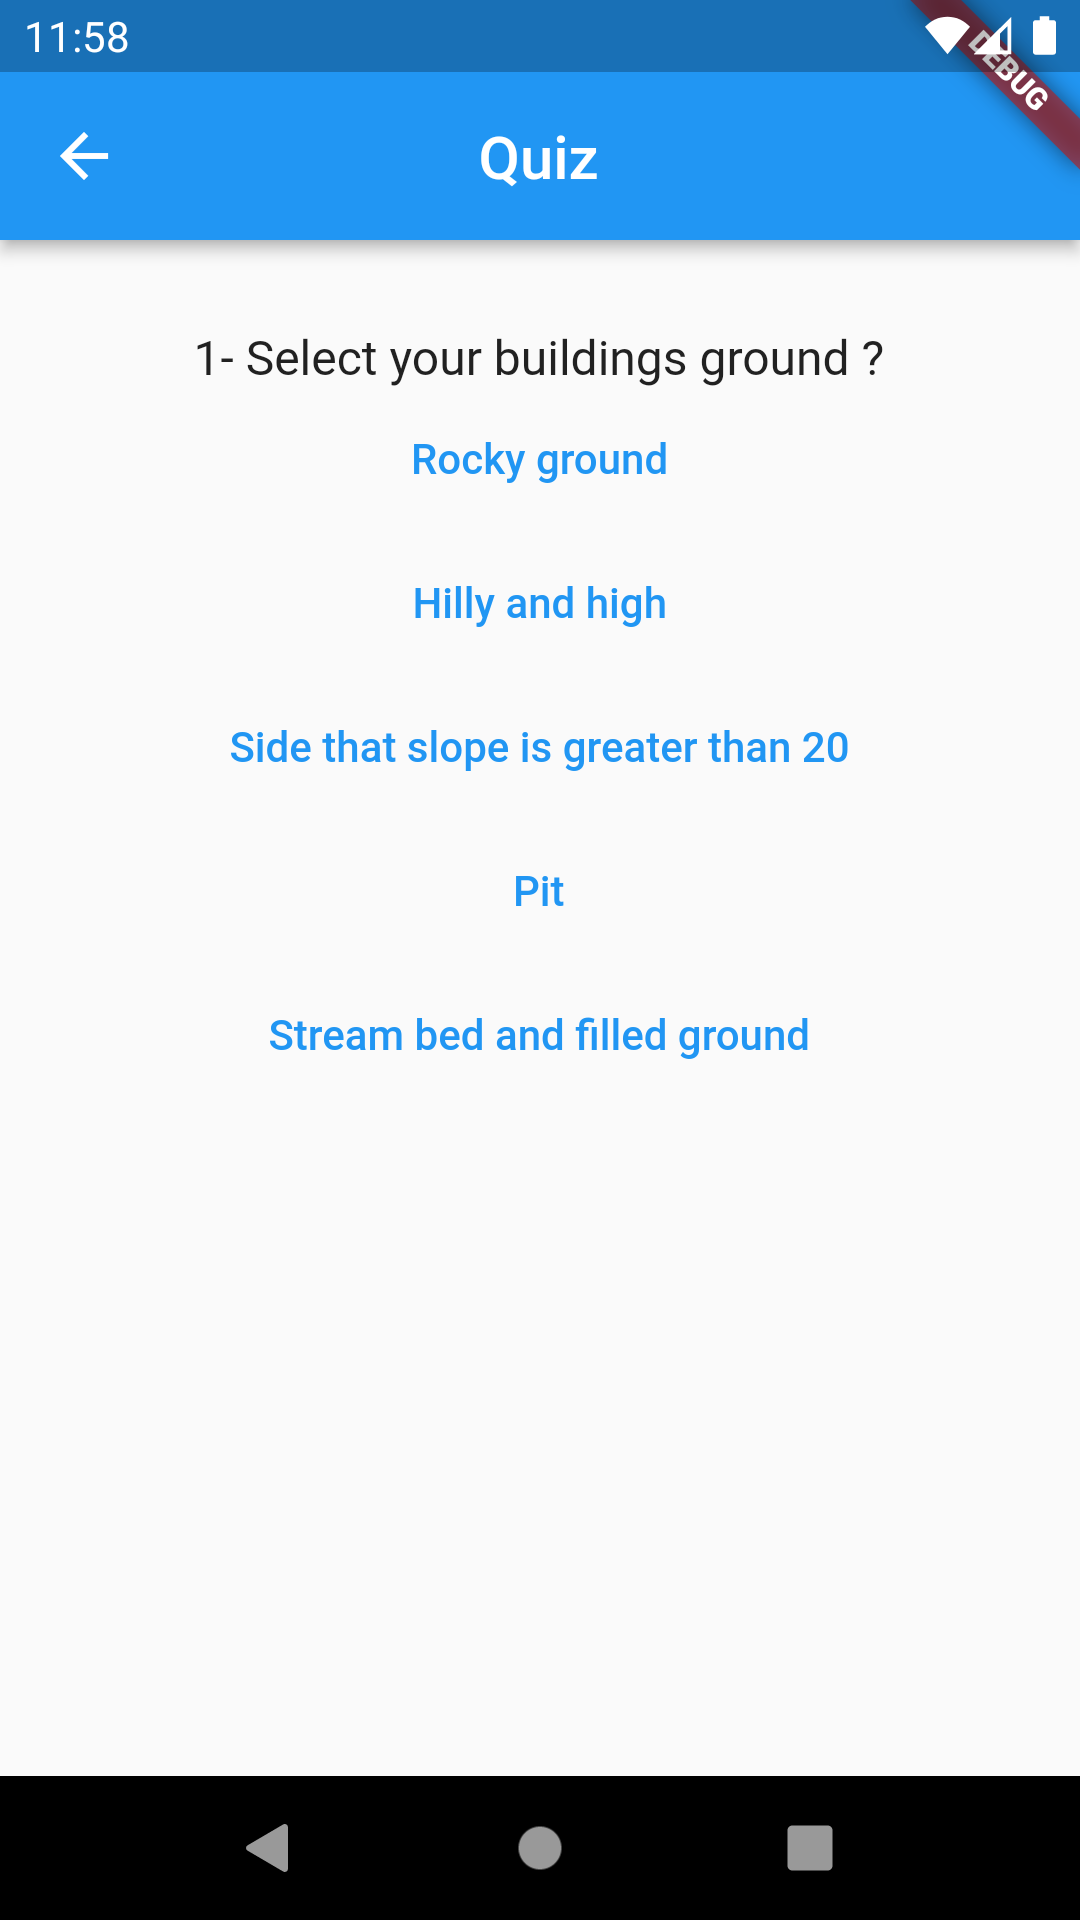 11:58
DEBUG
Quiz
1- Select your buildings ground ?
Rocky ground
Hilly and high
Side that slope is greater than 20
Pit
Stream bed and filled ground